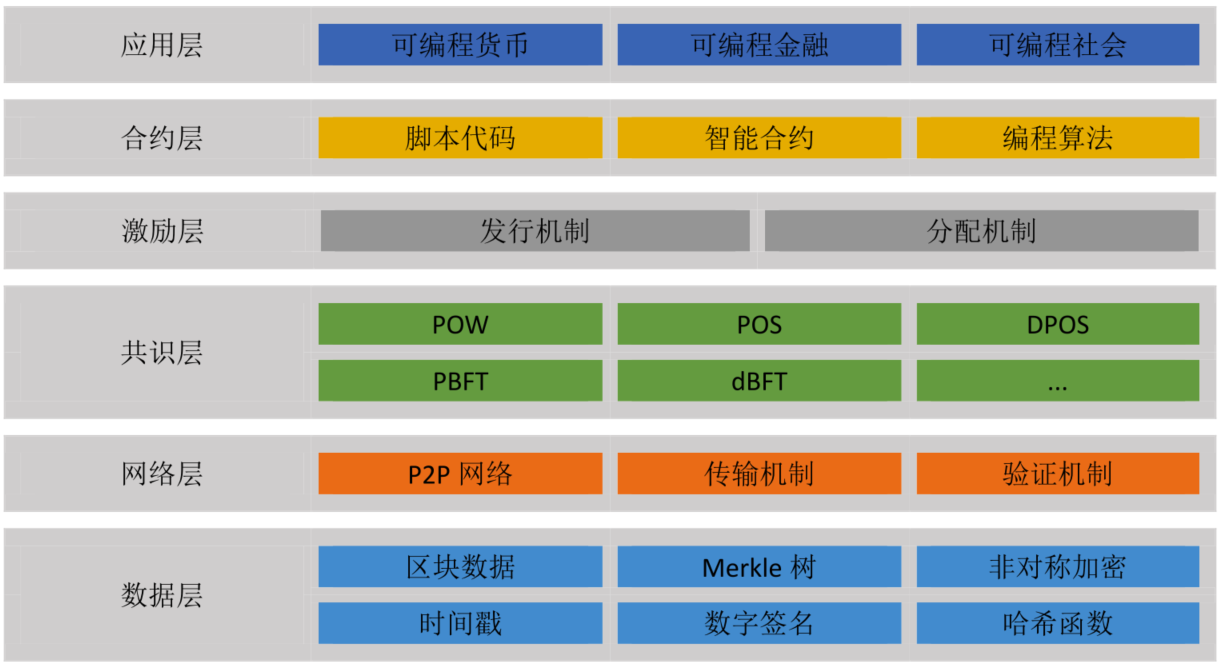 应用层 可编程货币 可编程金融 可编程社会
合约层 脚本代码 智能合约 编程算法
激励层 发行机制 分配机制
共识层
POW POS DPOS
PBFT dBFT ...
网络层 P2P 网络 传输机制 验证机制
数据层
区块数据 Merkle 树 非对称加密
时间戳 数字签名 哈希函数